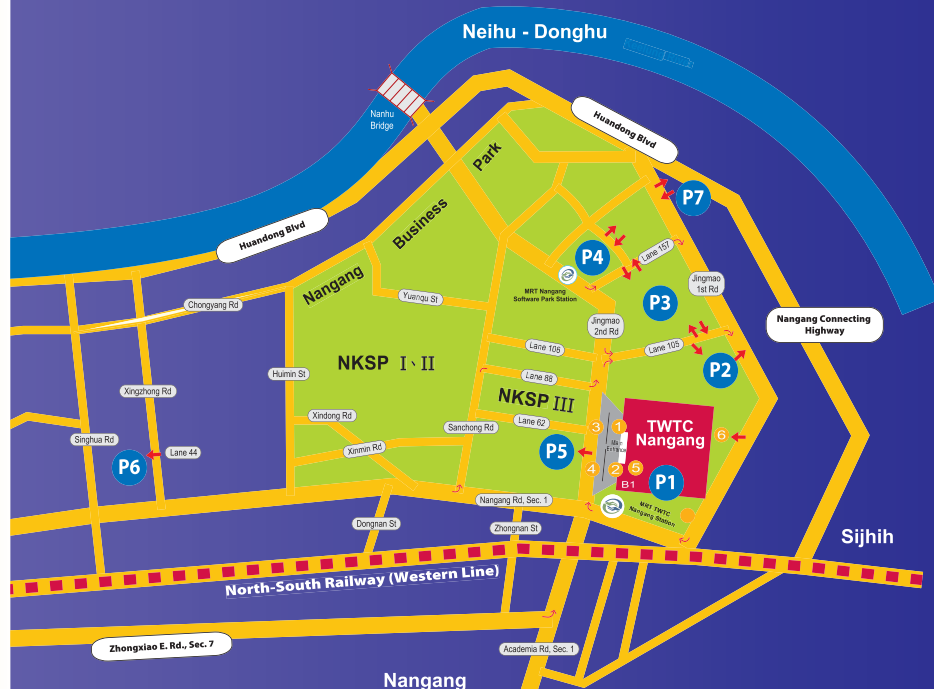 Neihu - Donghu
Nanhu
Bridge
Huandong Blvd
Park
P7
Business
Huandong Blvd
P4
Lane 157
MRT Nangang
Software Park Station
Nangang
Jingmao
1st Rd
Yuanqu St
P3
Chongyang Rd
Jingmao
2nd Rd
Nangang Connecting
Highway
Lane 106
Lane 105
NKSP I、II
Huimin St
Lane 88
P2
Xingzhong Rd
NKSP III
Xindong Rd
Lane 62
Sanchong Rd
3
1
TWTC
Nangang
6
Singhua Rd
Main
Entrance
Xinmin Rd
Lane 44
P5
P6
4
2
5
B1
P1
Nangang Rd, Sec. 1
MRT TWTC
Nangang Station
Dongnan St
Zhongnan St
Sijhih
North-South Railway (Western Line)
Zhongxiao E. Rd., Sec. 7
Academia Rd, Sec. 1
Nangang